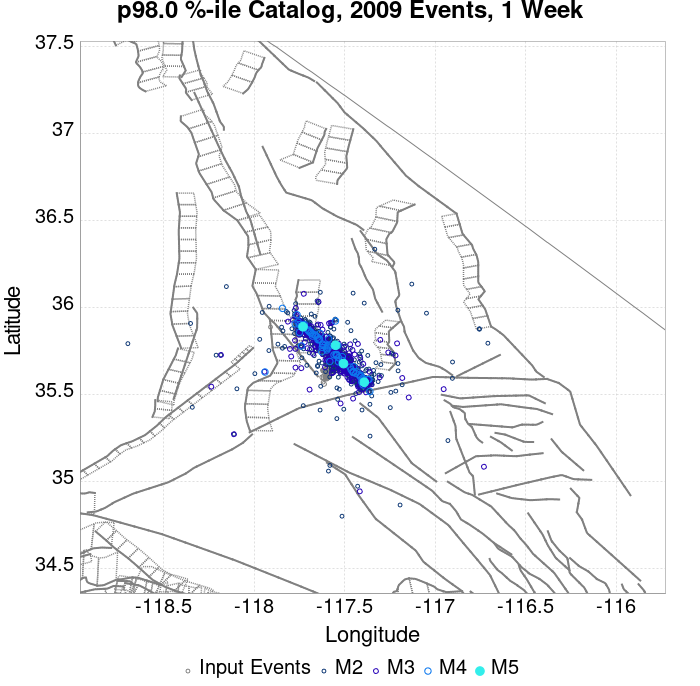 p98.0 %-ile Catalog, 2009 Events, 1 Week
37.5
37
36.5
36
35.5
35
34.5
Latitude
-118.5 -118 -117.5 -117 -116.5 -116
Longitude
Input Events M2 M3 M4 M5